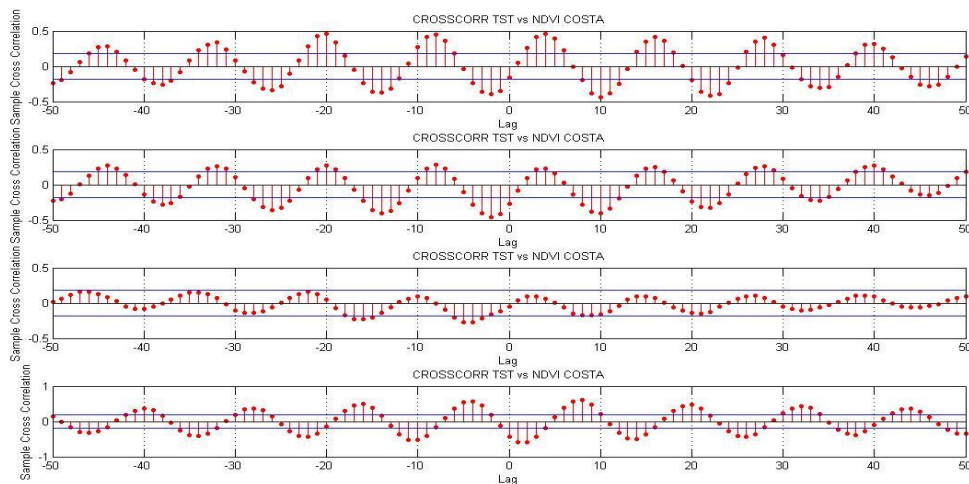 CROSSCORR TST vs NDVI COSTA
Sample Cross Correlation
0.5
0
-0.5
-50 -40 -30 -20 -10 0 10 20 30 40 50
Lag
CROSSCORR TST vs NDVI COSTA
Sample Cross Correlation
0.5
0
-0.5
-50 -40 -30 -20 -10 0 10 20 30 40 50
Lag
CROSSCORR TST vs NDVI COSTA
Sample Cross Correlation
0.5
0
-0.5
-50 -40 -30 -20 -10 0 10 20 30 40 50
Lag
CROSSCORR TST vs NDVI COSTA
Sample Cross Correlation
1
0
-1
-50 -40 -30 -20 -10 0 10 20 30 40 50
Lag